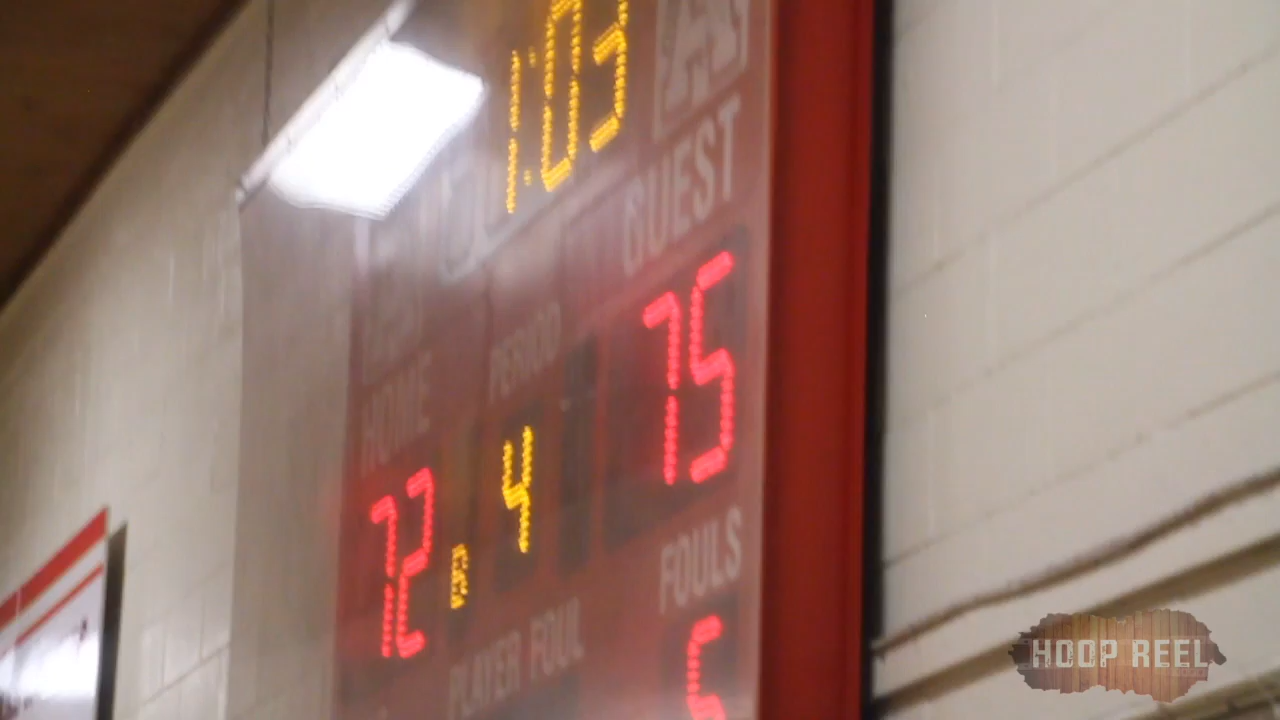 1:03
GUEST
HOME
PERIOD
75
72
B
4
FOULS
PLAYER FOUL
HOOP REEL